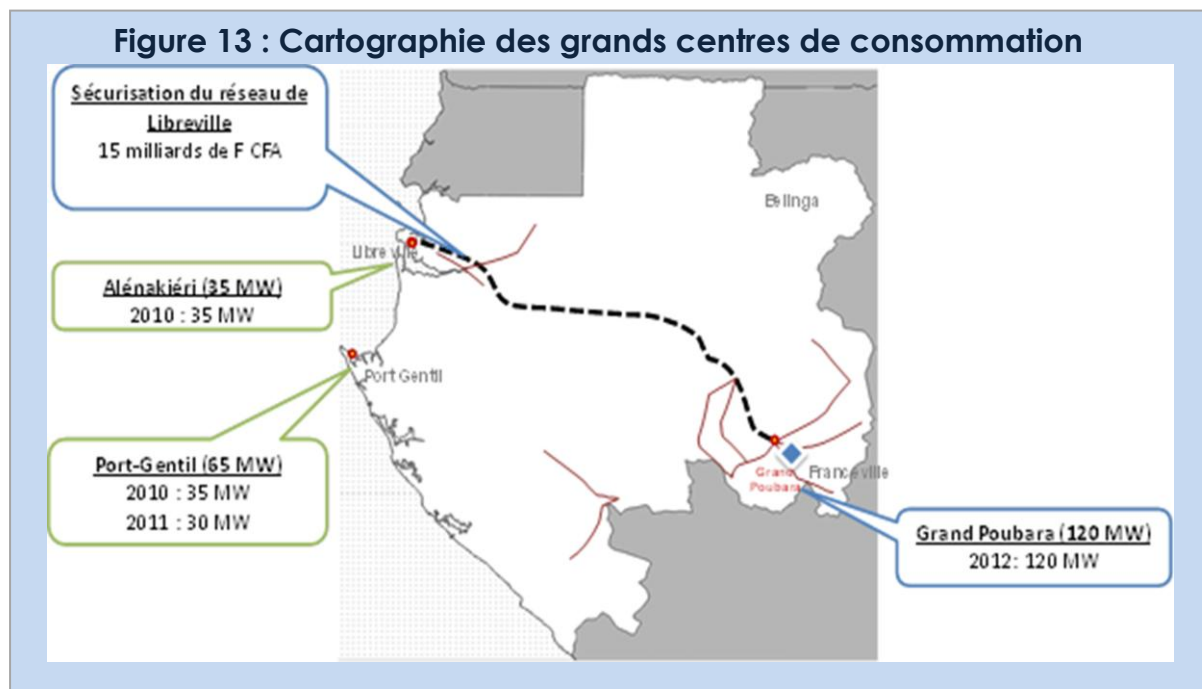 Figure 13 : Cartographie des grands centres de consommation
Sécurisation du réseau de
Libreville
15 milliards de F CFA
Belinga
Libreville
Alénakiéri (35 MW)
2010 : 35 MW
Port Gentil
Port-Gentil (65 MW)
2010 : 35 MW
2011 : 30 MW
Grand
Poubara
Franceville
Grand Poubara (120 MW)
2012: 120 MW